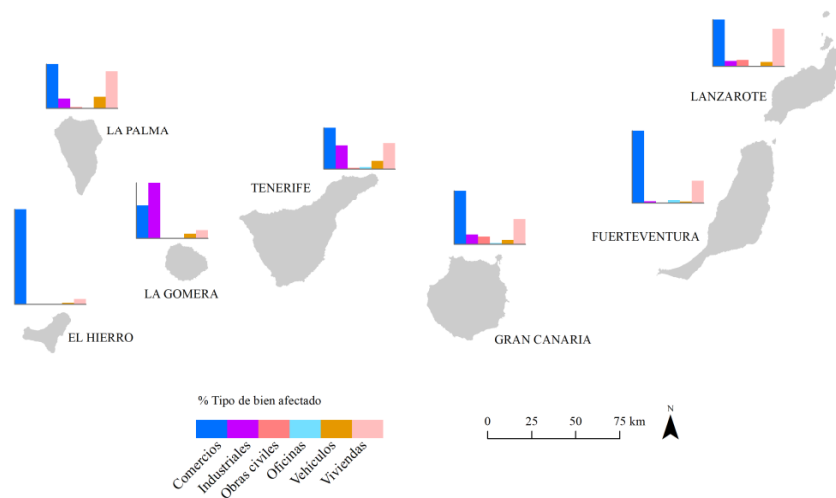 LANZAROTE
LA PALMA
TENERIFE
FUERTEVENTURA
LA GOMERA
EL HIERRO
GRAN CANARIA
% Tipo de bien afectado
Comercios
Industriales
Obras civiles
Oficinas
Vehículos
Viviendas
0 25 50 75 km
N